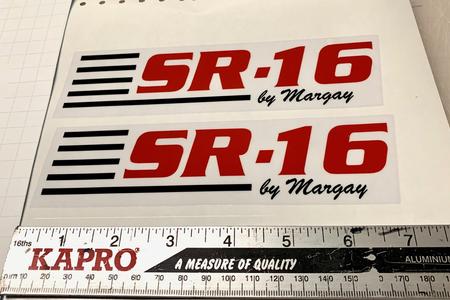 SR-16
by Margay
SR-16
by Margay
1 2 3 4 5 6 7
16ths
KAPRO
A MEASURE OF QUALITY
ALUMINIUM